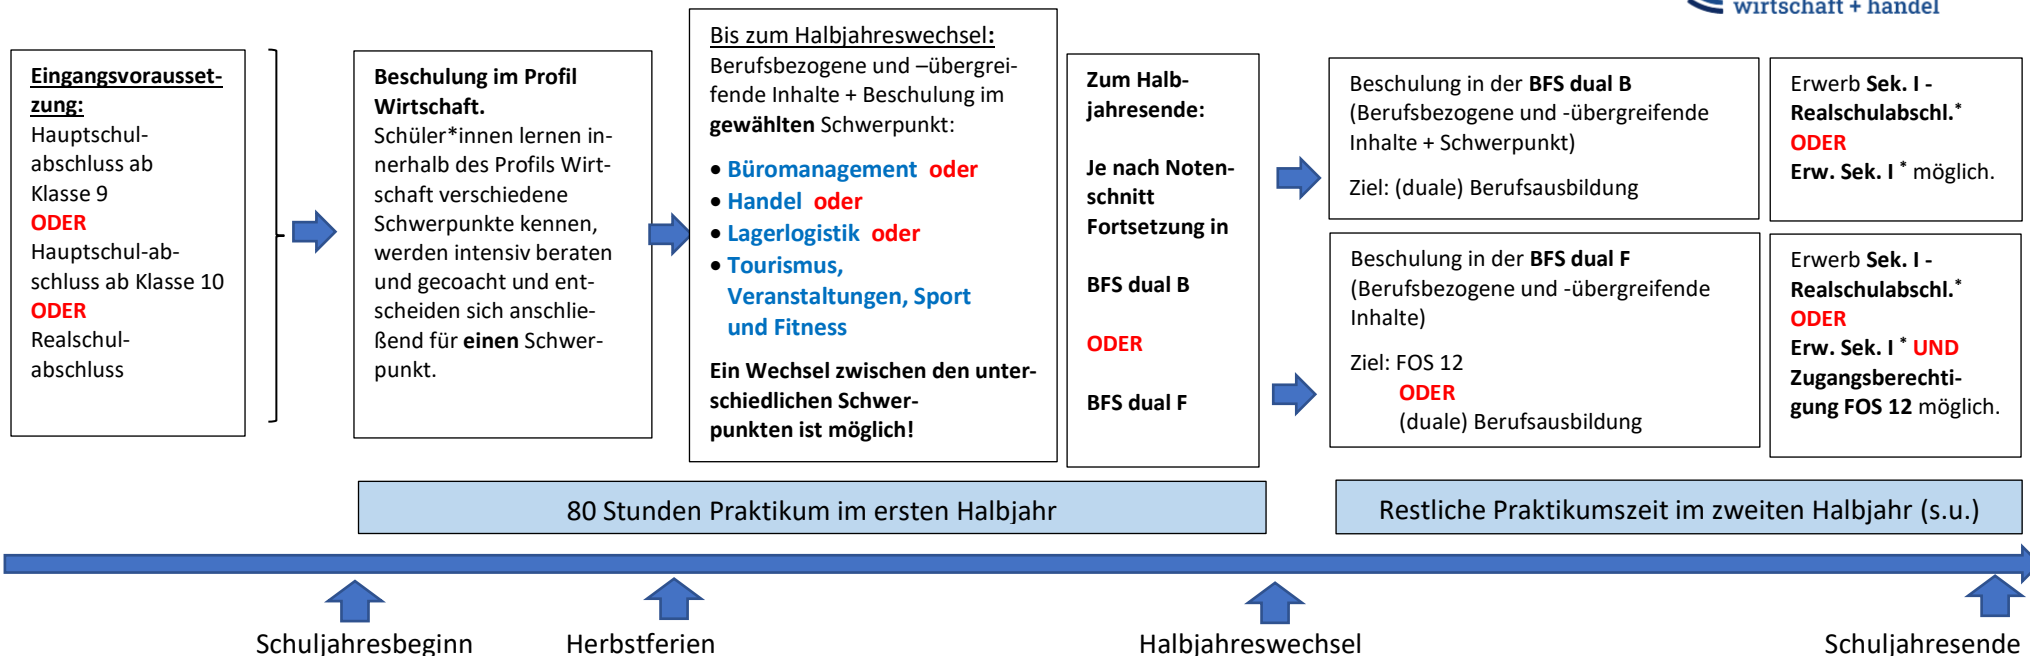 wirtschaft + handel
Eingangsvorausset-
zung:
Hauptschul-
abschluss ab
Klasse 9
ODER
Hauptschul-ab-
schluss ab Klasse 10
ODER
Realschul-
abschluss
Beschulung im Profil
Wirtschaft.
Schüler*innen lernen in-
nerhalb des Profils Wirt-
schaft verschiedene
Schwerpunkte kennen,
werden intensiv beraten
und gecoacht und ent-
scheiden sich anschlie-
ßend für einen Schwer-
punkt.
Bis zum Halbjahreswechsel:
Berufsbezogene und –übergrei-
fende Inhalte + Beschulung im
gewählten Schwerpunkt:
• Büromanagement oder
• Handel oder
• Lagerlogistik oder
• Tourismus,
Veranstaltungen, Sport
und Fitness
Ein Wechsel zwischen den unter-
schiedlichen Schwer-
punkten ist möglich!
Zum Halb-
jahresende:
Je nach Noten-
schnitt
Fortsetzung in
BFS dual B
ODER
BFS dual F
Beschulung in der BFS dual B
(Berufsbezogene und -übergreifende
Inhalte + Schwerpunkt)
Ziel: (duale) Berufsausbildung
Erwerb Sek. I -
Realschulabschl.*
ODER
Erw. Sek. I * möglich.
Beschulung in der BFS dual F
(Berufsbezogene und -übergreifende
Inhalte)
Ziel: FOS 12
ODER
(duale) Berufsausbildung
Erwerb Sek. I -
Realschulabschl.*
ODER
Erw. Sek. I * UND
Zugangsberechti-
gung FOS 12 möglich.
80 Stunden Praktikum im ersten Halbjahr
Restliche Praktikumszeit im zweiten Halbjahr (s.u.)
Schuljahresbeginn
Herbstferien
Halbjahreswechsel
Schuljahresende